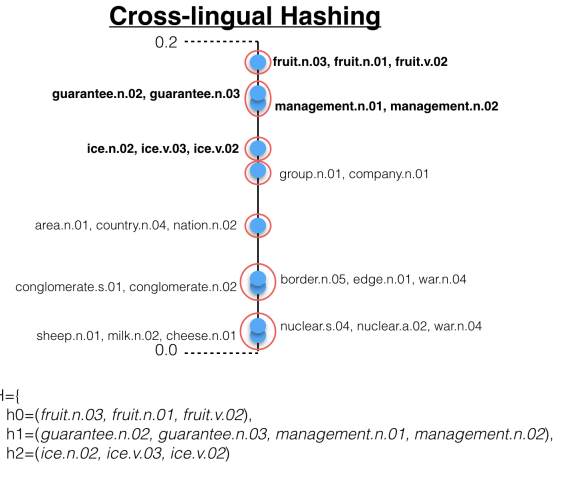 Cross-lingual Hashing
0.2
fruit.n.03, fruit.n.01, fruit.v.02
guarantee.n.02, guarantee.n.03
management.n.01, management.n.02
ice.n.02, ice.v.03, ice.v.02
group.n.01, company.n.01
area.n.01, country.n.04, nation.n.02
border.n.05, edge.n.01, war.n.04
conglomerate.s.01, conglomerate.n.02
nuclear.s.04, nuclear.a.02, war.n.04
sheep.n.01, milk.n.02, cheese.n.01
0.0
H={
h0=(fruit.n.03, fruit.n.01, fruit.v.02),
h1=(guarantee.n.02, guarantee.n.03, management.n.01, management.n.02),
h2=(ice.n.02, ice.v.03, ice.v.02)